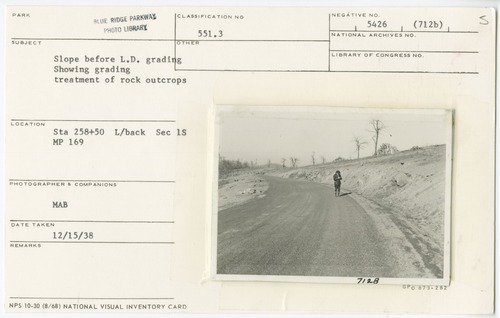 PARK
BLUE RIDGE PARKWAY
PHOTO LIBRARY
CLASSIFICATION NO
551.3
NEGATIVE NO.
5426 (712b)
S
NATIONAL ARCHIVES NO.
LIBRARY OF CONGRESS NO.
SUBJECT
OTHER
Slope before L.D. grading
Showing grading
treatment of rock outcrops
LOCATION
Sta 258+50 L/back Sec 1S
MP 169
PHOTOGRAPHER & COMPANIONS
MAB
DATE TAKEN
12/15/38
REMARKS
712B
GPO 875-282
NPS 10-30 (8/68) NATIONAL VISUAL INVENTORY CARD